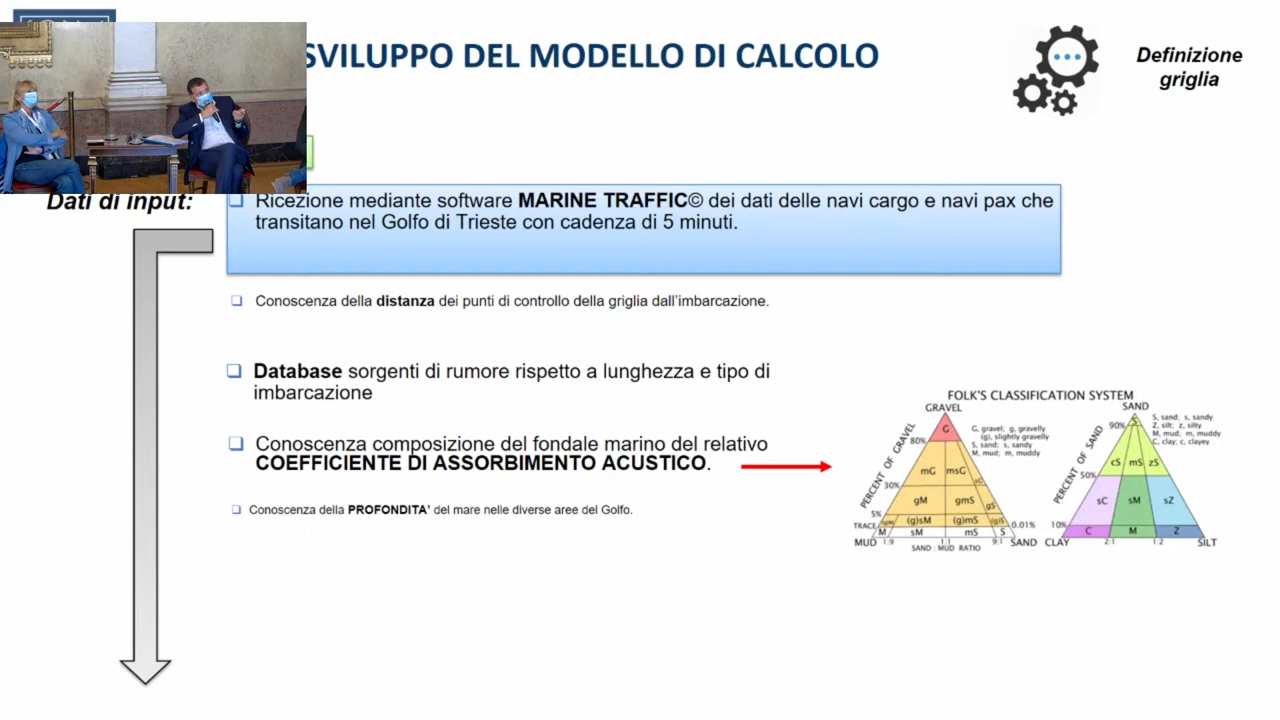 SVILUPPO DEL MODELLO DI CALCOLO
Definizione
griglia
Dati di input:
❑ Ricezione mediante software MARINE TRAFFIC© dei dati delle navi cargo e navi pax che
transitano nel Golfo di Trieste con cadenza di 5 minuti.
❑ Conoscenza della distanza dei punti di controllo della griglia dall'imbarcazione.
❑ Database sorgenti di rumore rispetto a lunghezza e tipo di
imbarcazione
❑ Conoscenza composizione del fondale marino del relativo
COEFFICIENTE DI ASSORBIMENTO ACUSTICO.
❑ Conoscenza della PROFONDITA' del mare nelle diverse aree del Golfo.
FOLK'S CLASSIFICATION SYSTEM
GRAVEL
G
80%
PERCENT OF GRAVEL
G, gravel; g, gravelly
(g), slightly gravelly
S, sand; s, sandy
M, mud; m, muddy
mG
msG
sG
30%
gM
gmS
gS
5%
TRACE
(g)M
(g)sM
(g)mS
(g)S
0.01%
M
sM
mS
S
MUD
1:9
1:1
9:1
SAND
SAND : MUD RATIO
SAND
S
90%
PERCENT OF SAND
S, sand; s, sandy
Z, silt; z, silty
M, mud; m, muddy
C, clay; c, clayey
cS
mS
zS
50%
sC
sM
sZ
10%
C
M
Z
CLAY
2:1
1:2
SILT